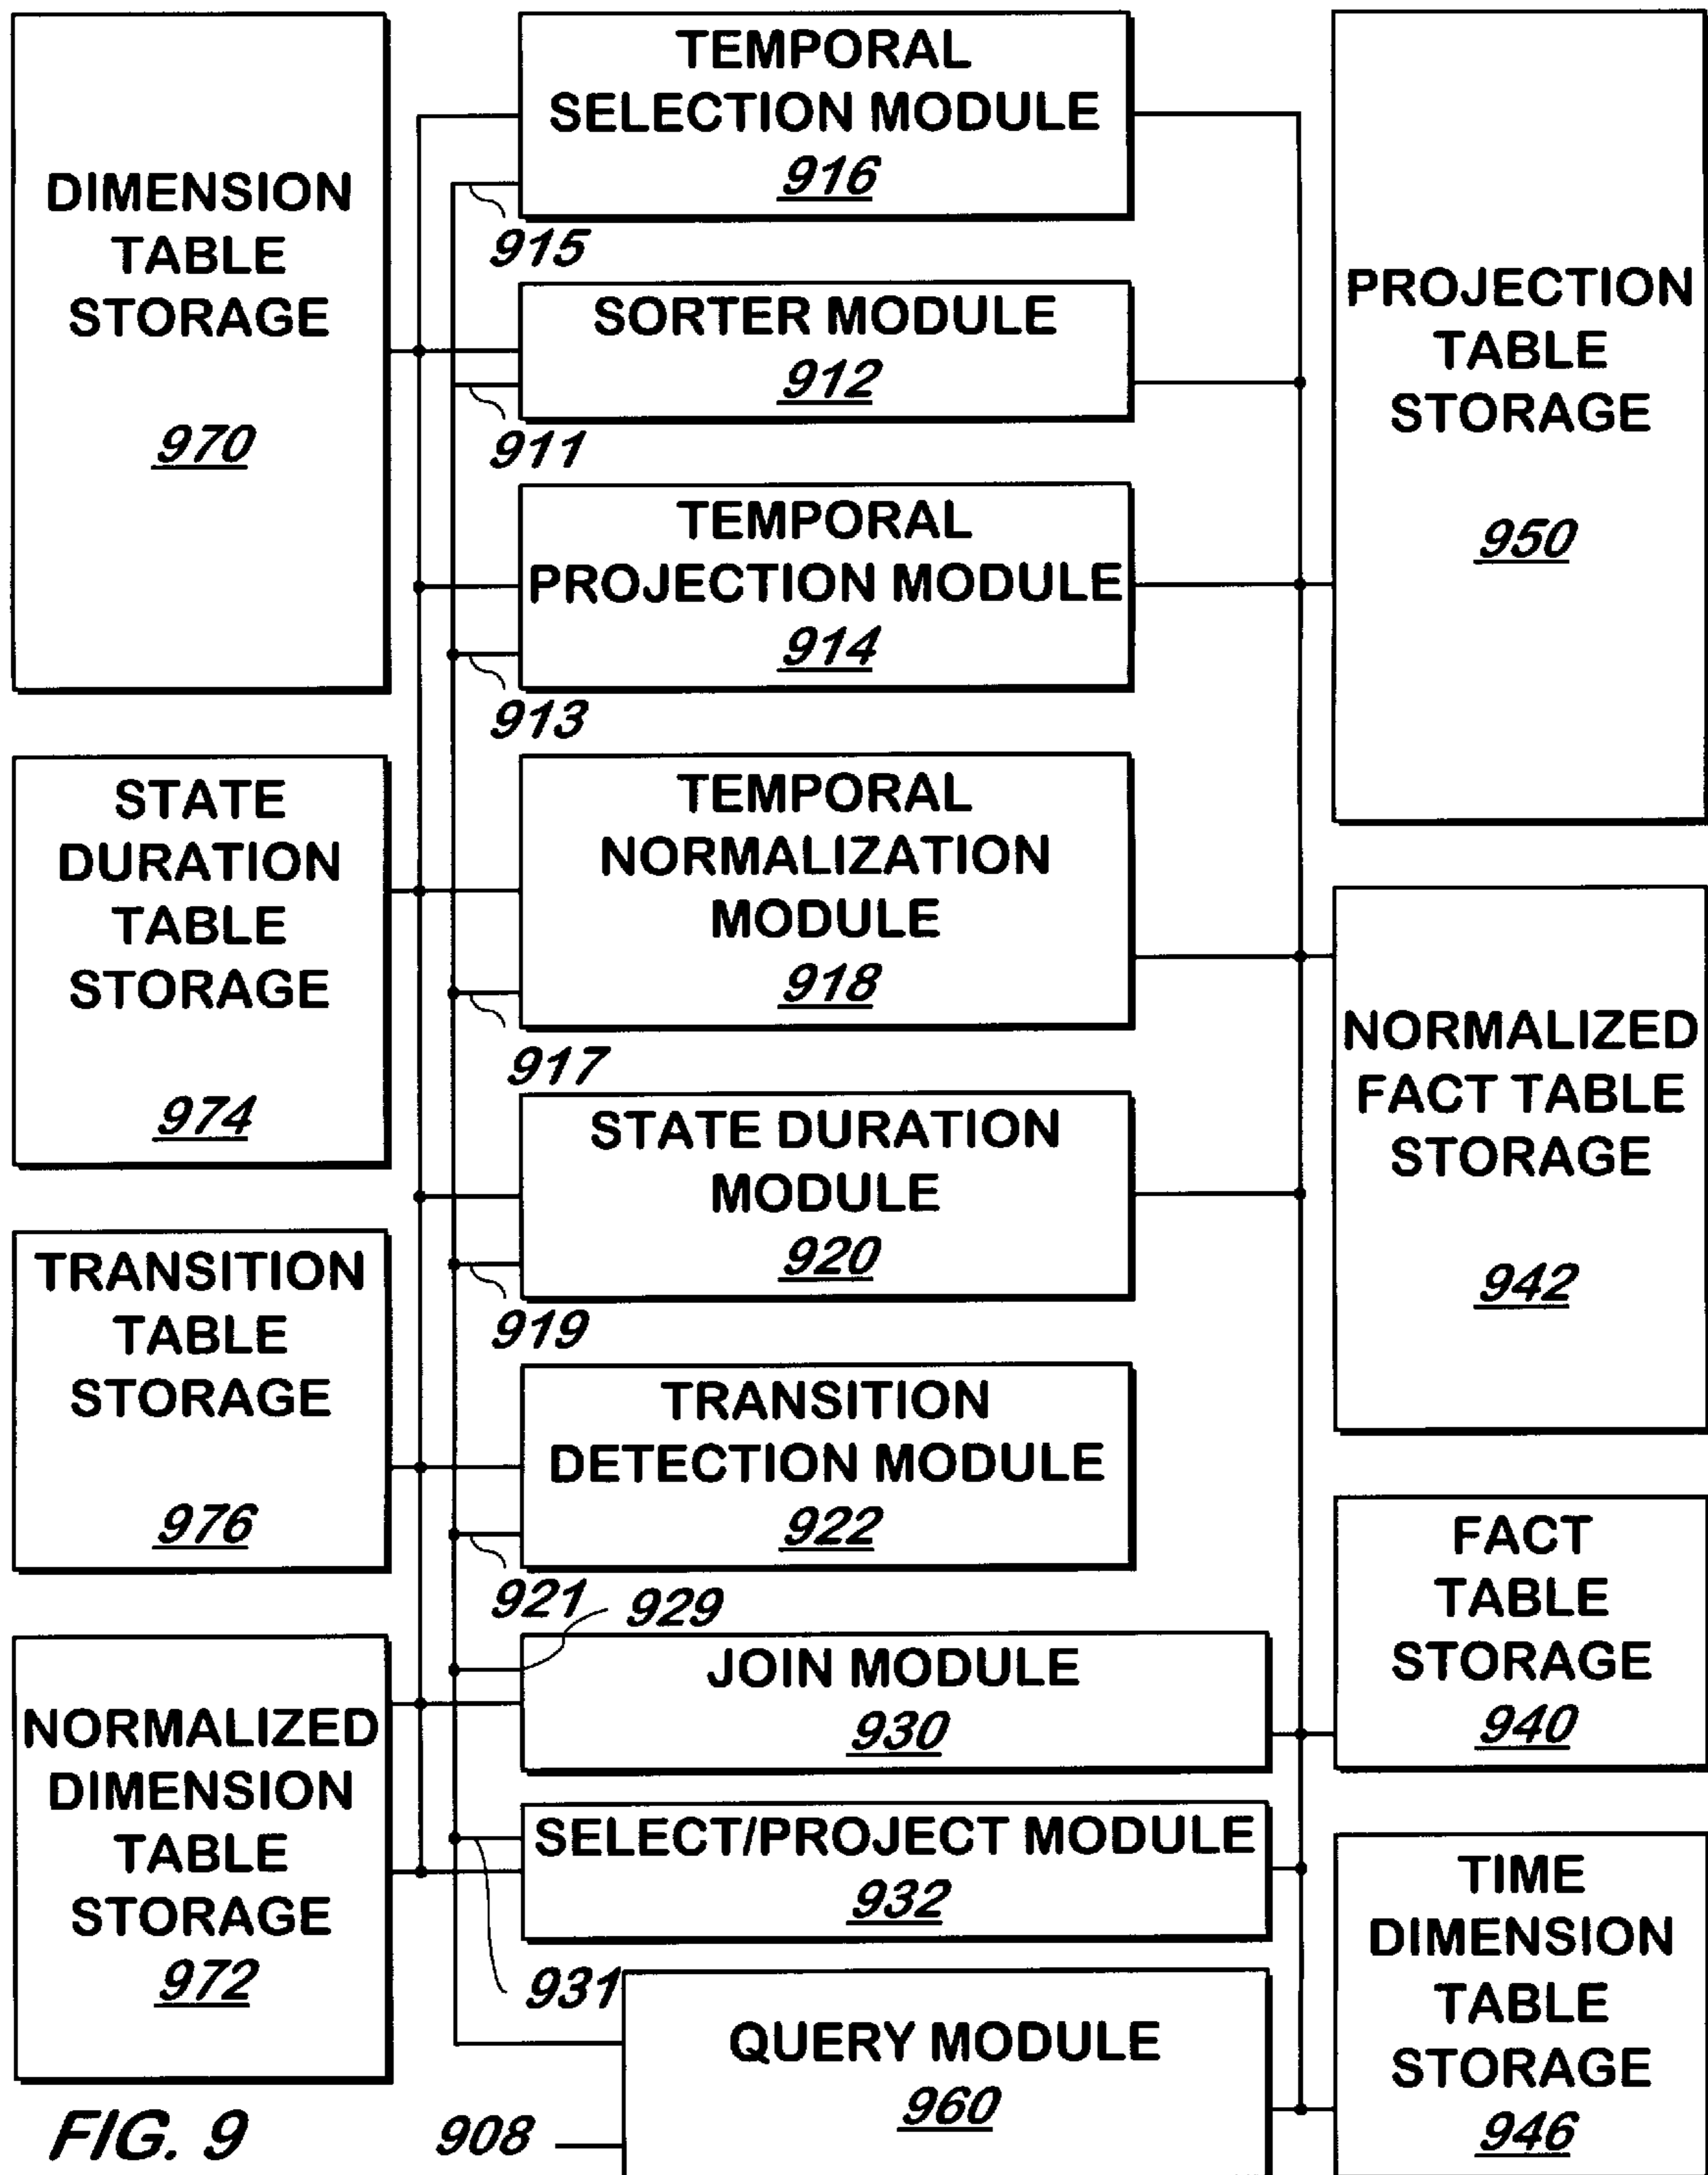 DIMENSION
TABLE
STORAGE
970
STATE
DURATION
TABLE
STORAGE
974
TRANSITION
TABLE
STORAGE
976
NORMALIZED
DIMENSION
TABLE
STORAGE
972
TEMPORAL
SELECTION MODULE
916
915
SORTER MODULE
912
911
TEMPORAL
PROJECTION MODULE
914
913
TEMPORAL
NORMALIZATION
MODULE
918
917
STATE DURATION
MODULE
920
919
TRANSITION
DETECTION MODULE
922
921
929
JOIN MODULE
930
SELECT/PROJECT MODULE
932
931
QUERY MODULE
960
908
PROJECTION
TABLE
STORAGE
950
NORMALIZED
FACT TABLE
STORAGE
942
FACT
TABLE
STORAGE
940
TIME
DIMENSION
TABLE
STORAGE
946
FIG. 9